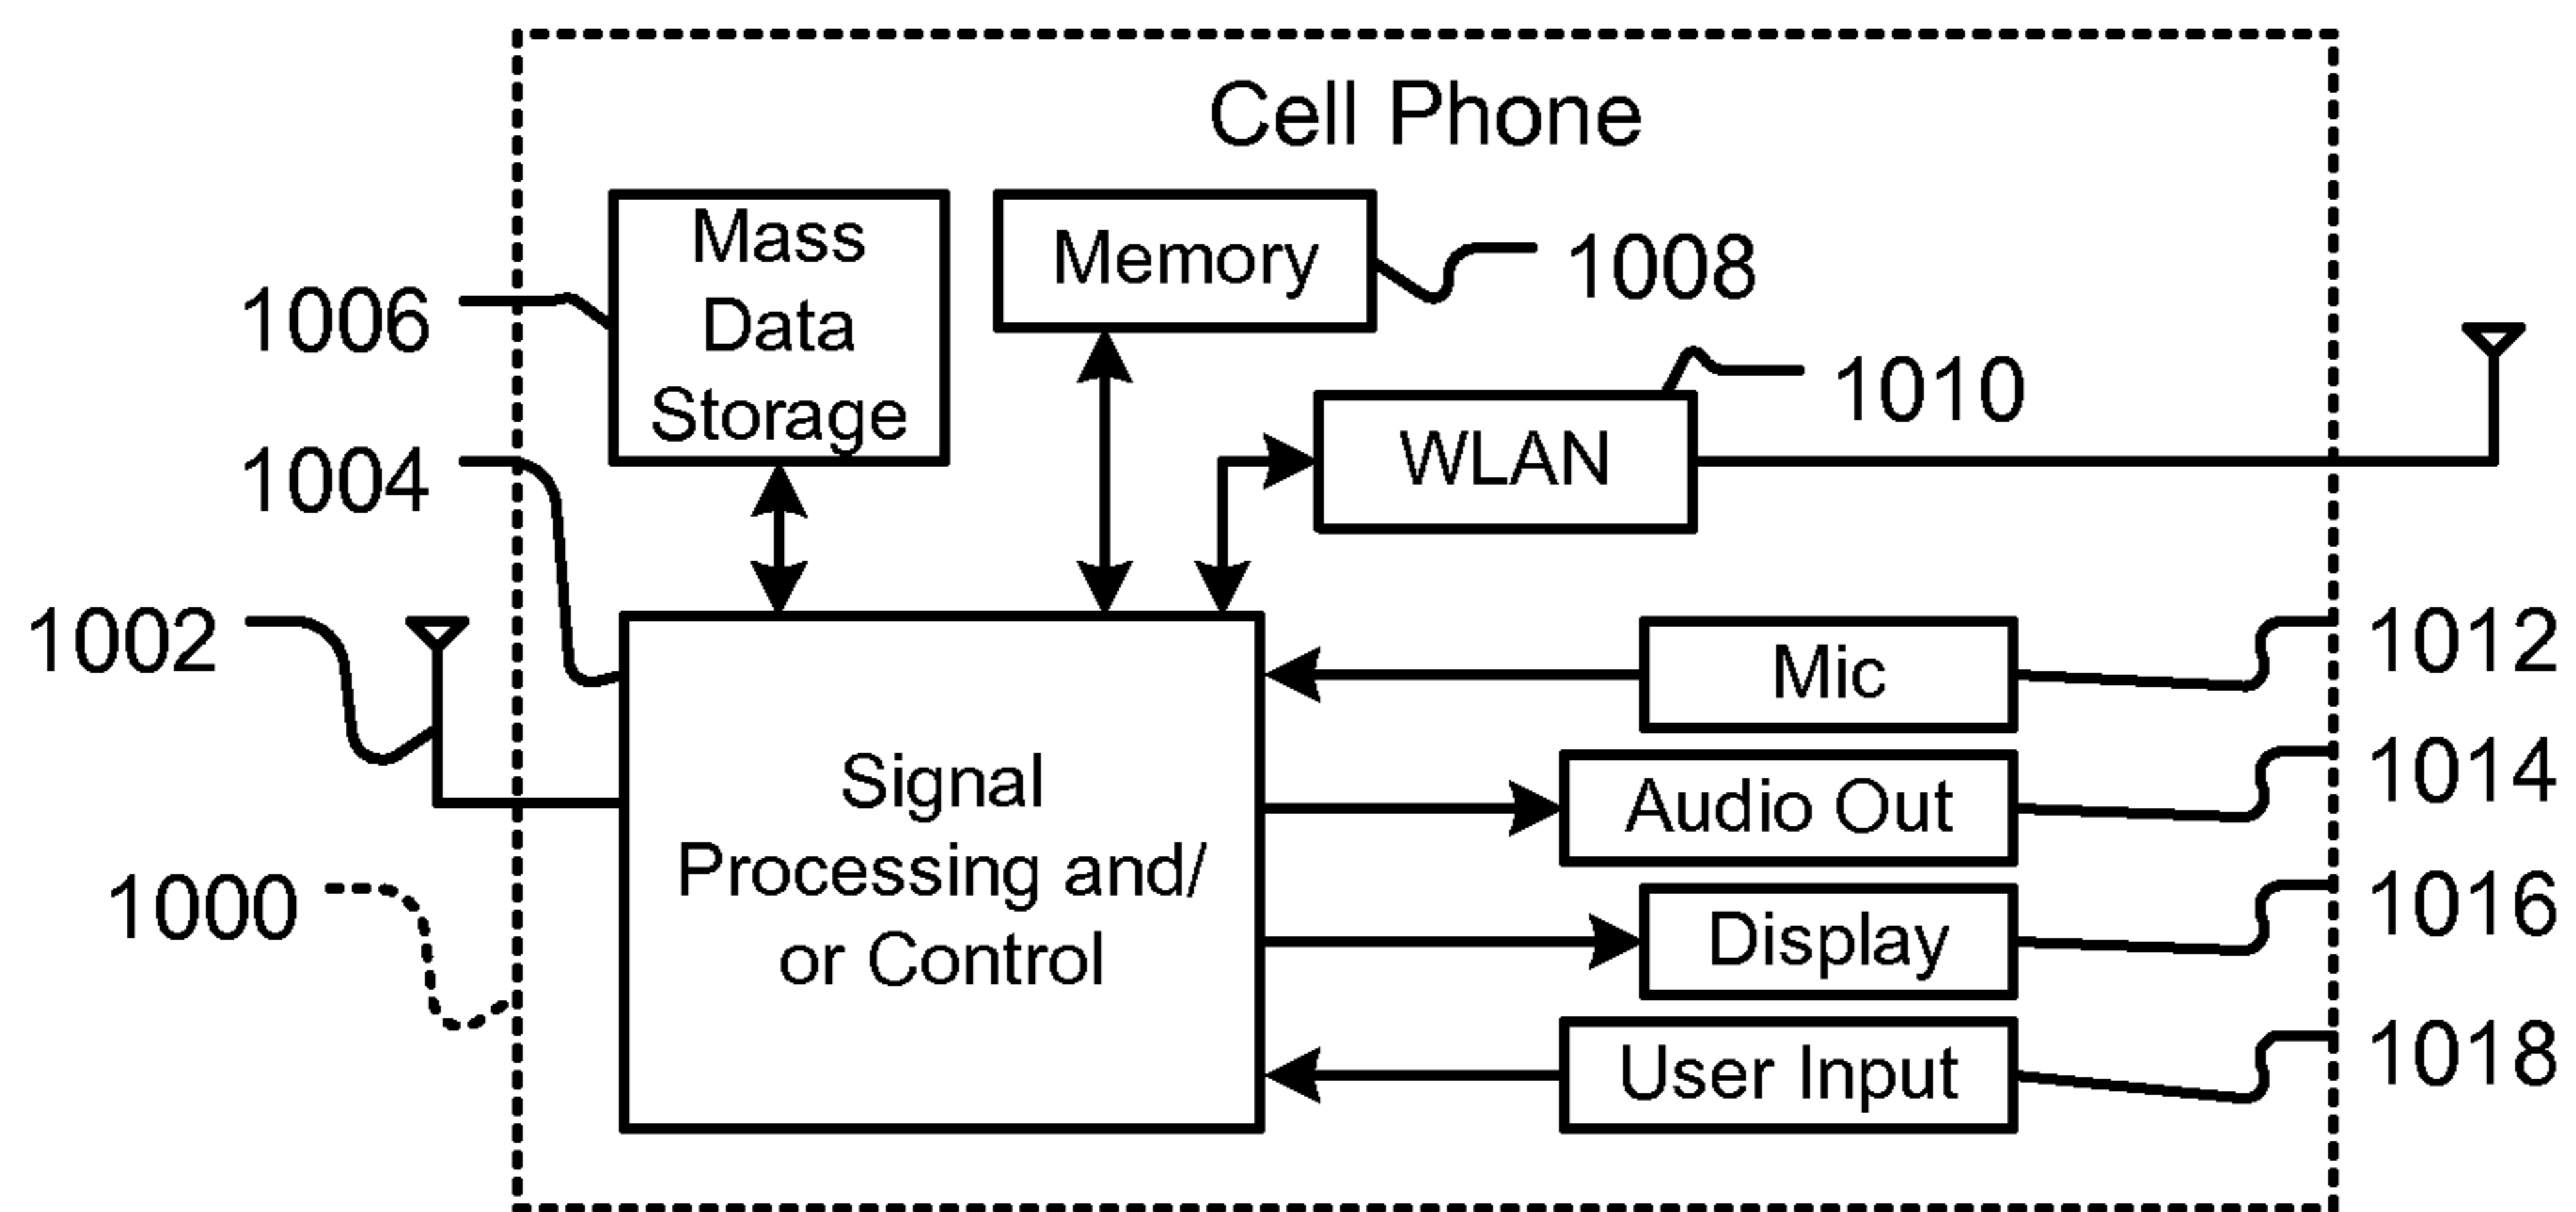 Cell Phone
Mass
Data
Storage
Memory
1008
1006
1010
WLAN
1004
1002
Mic
1012
Signal
Processing and/
or Control
Audio Out
1014
1000
Display
1016
User Input
1018